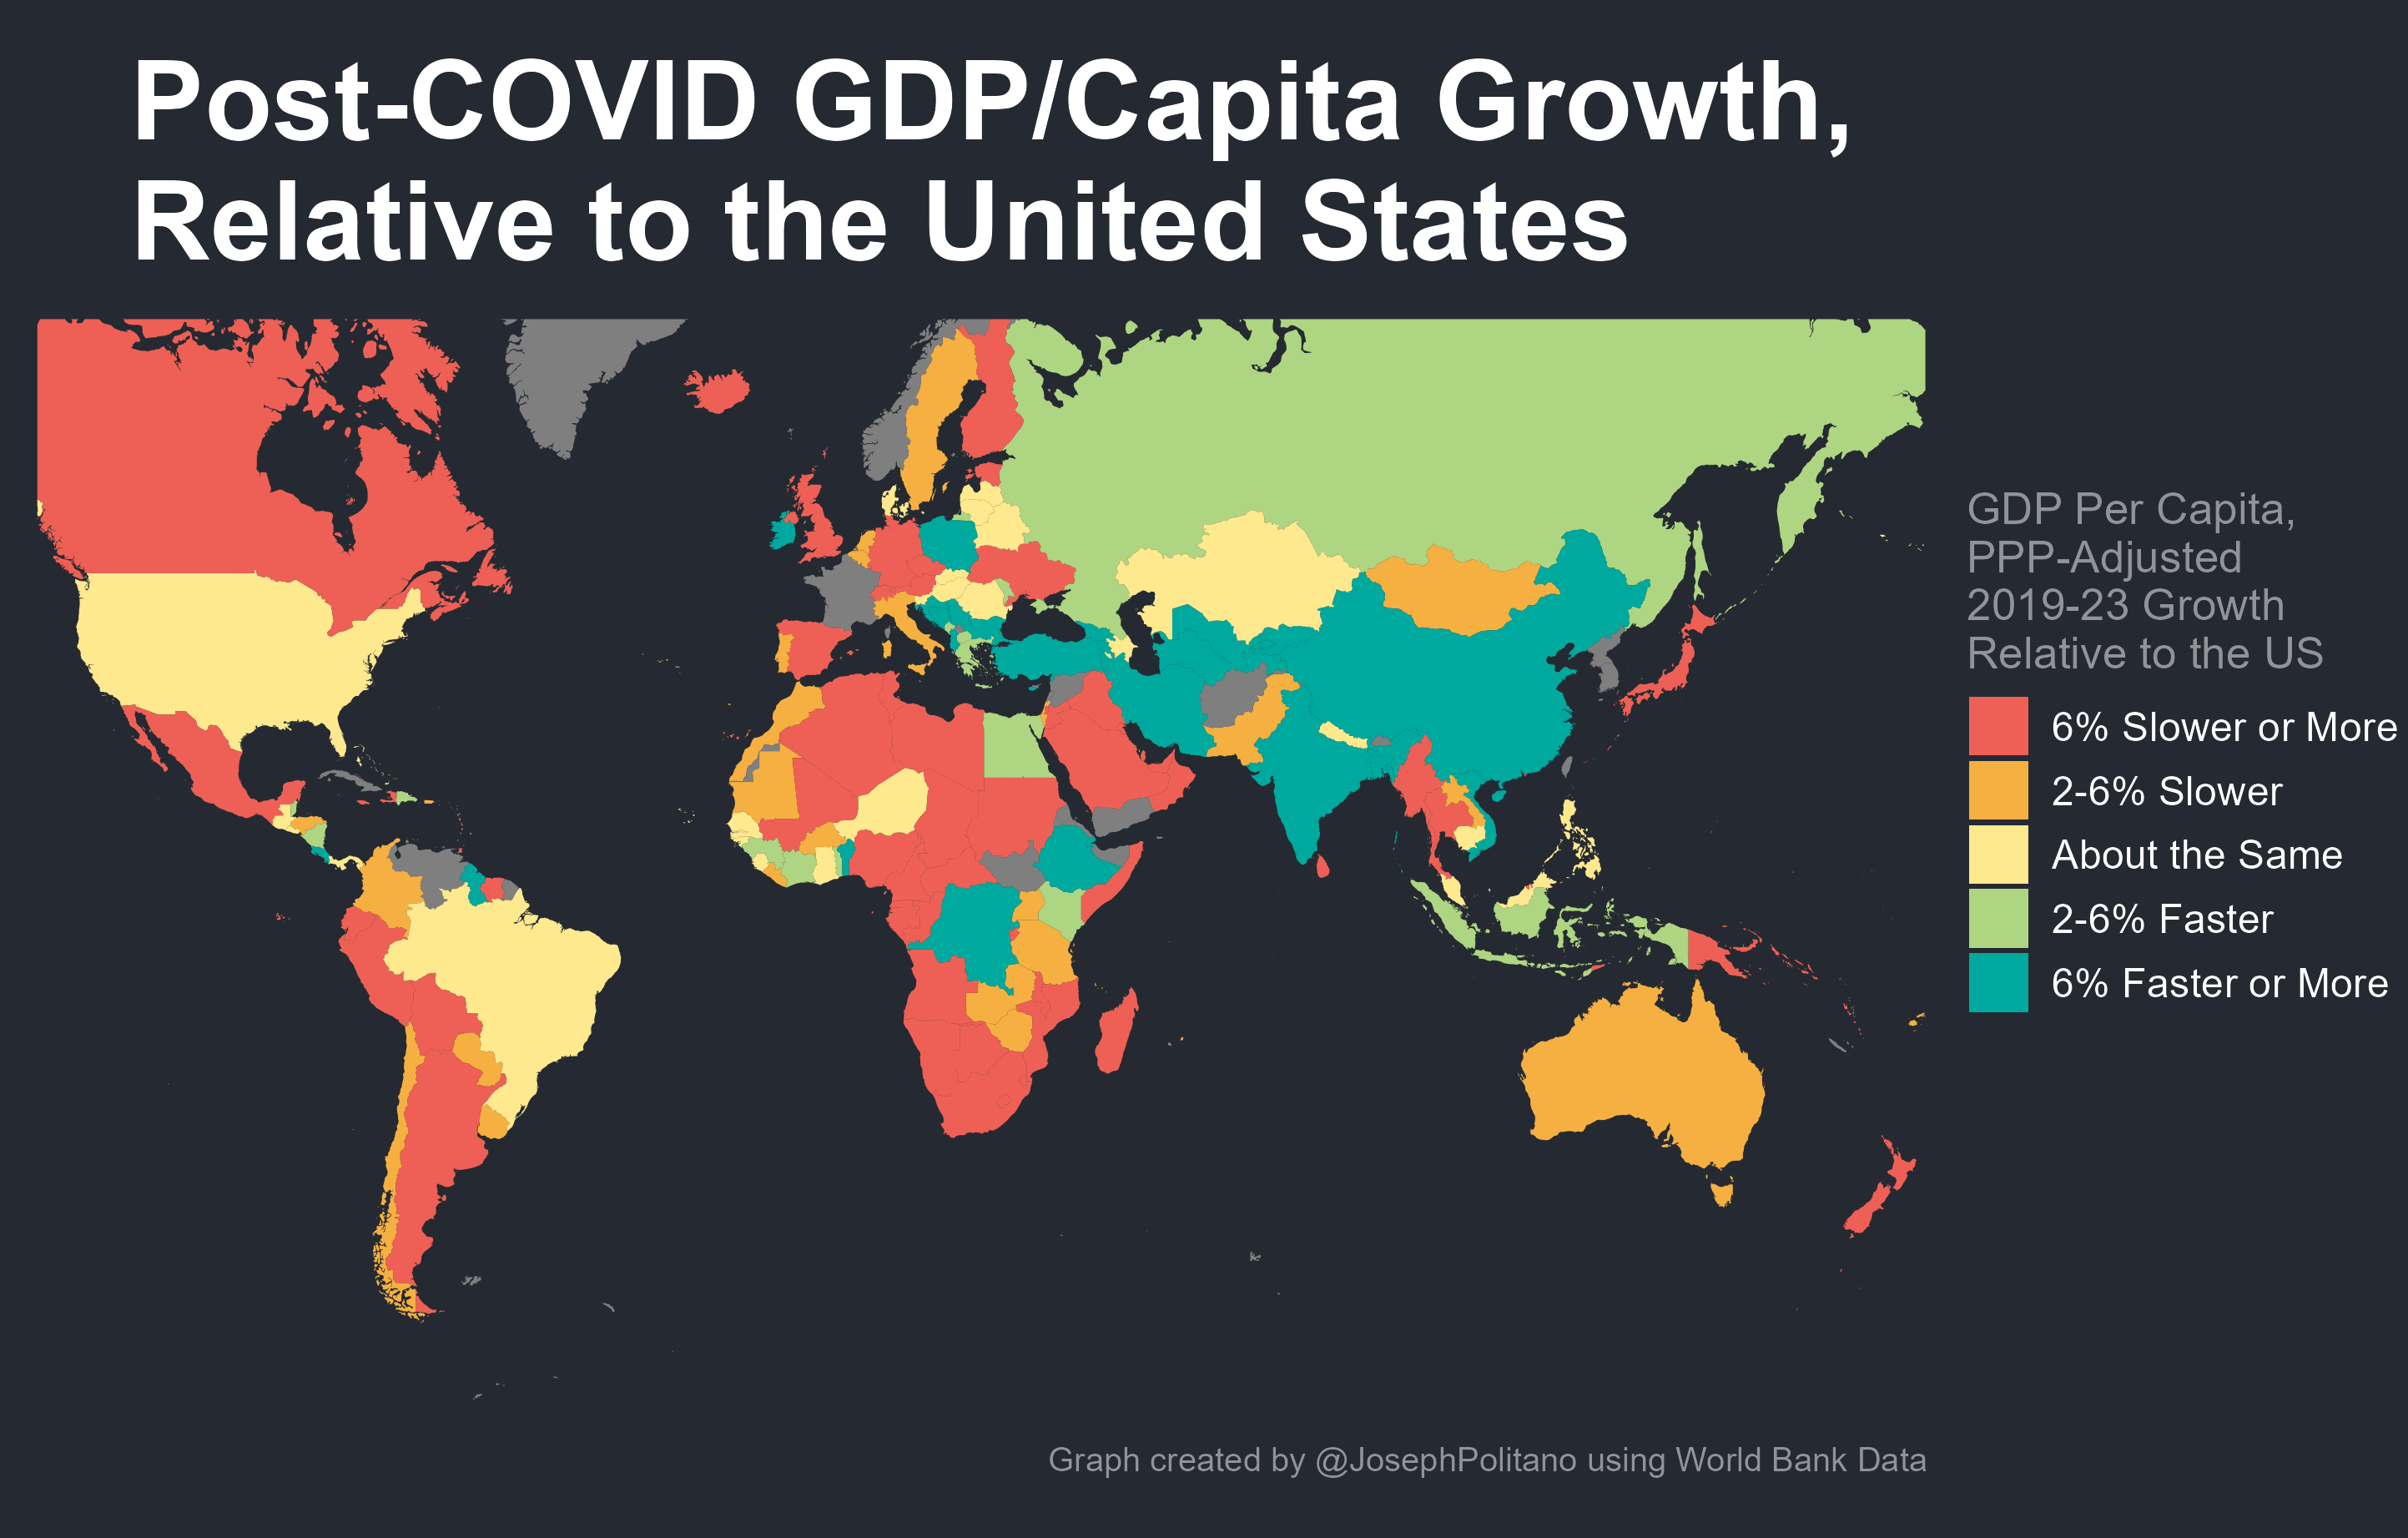 Post-COVID GDP/Capita Growth,
Relative to the United States
GDP Per Capita,
PPP-Adjusted
2019-23 Growth
Relative to the US
6% Slower or More
2-6% Slower
About the Same
2-6% Faster
6% Faster or More
Graph created by @JosephPolitano using World Bank Data